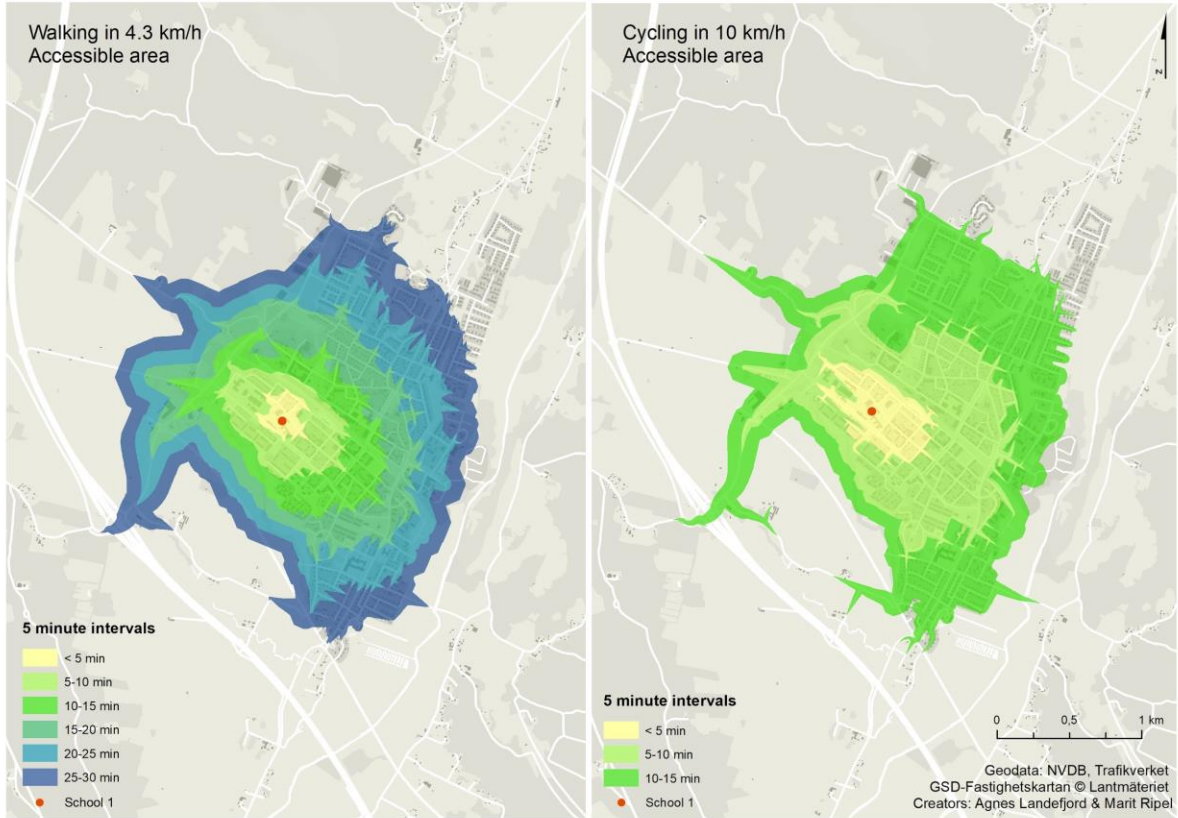 Walking in 4.3 km/h
Accessible area
5 minute intervals
< 5 min
5-10 min
10-15 min
15-20 min
20-25 min
25-30 min
School 1
Cycling in 10 km/h
Accessible area
N
5 minute intervals
< 5 min
5-10 min
10-15 min
School 1
0 0,5 1 km
Geodata: NVDB, Trafikverket
GSD-Fastighetskartan © Lantmäteriet
Creators: Agnes Landefjord & Marit Ripel